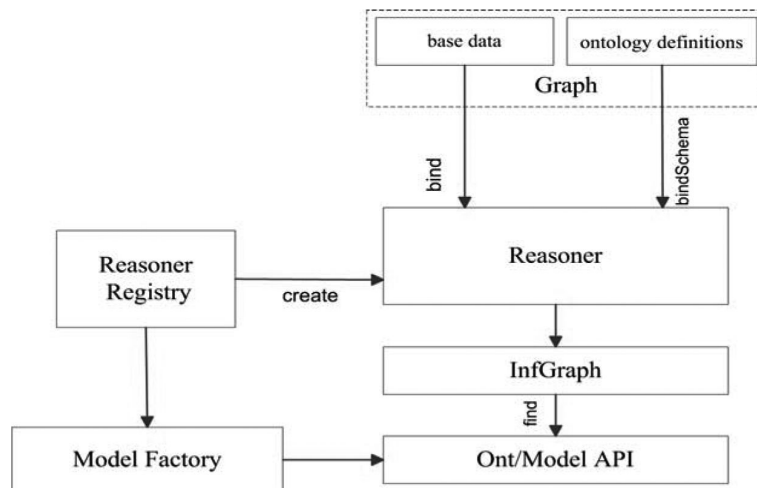 base data
ontology definitions
Graph
bind
bindSchema
Reasoner
Registry
create
Reasoner
InfGraph
find
Model Factory
Ont/Model API